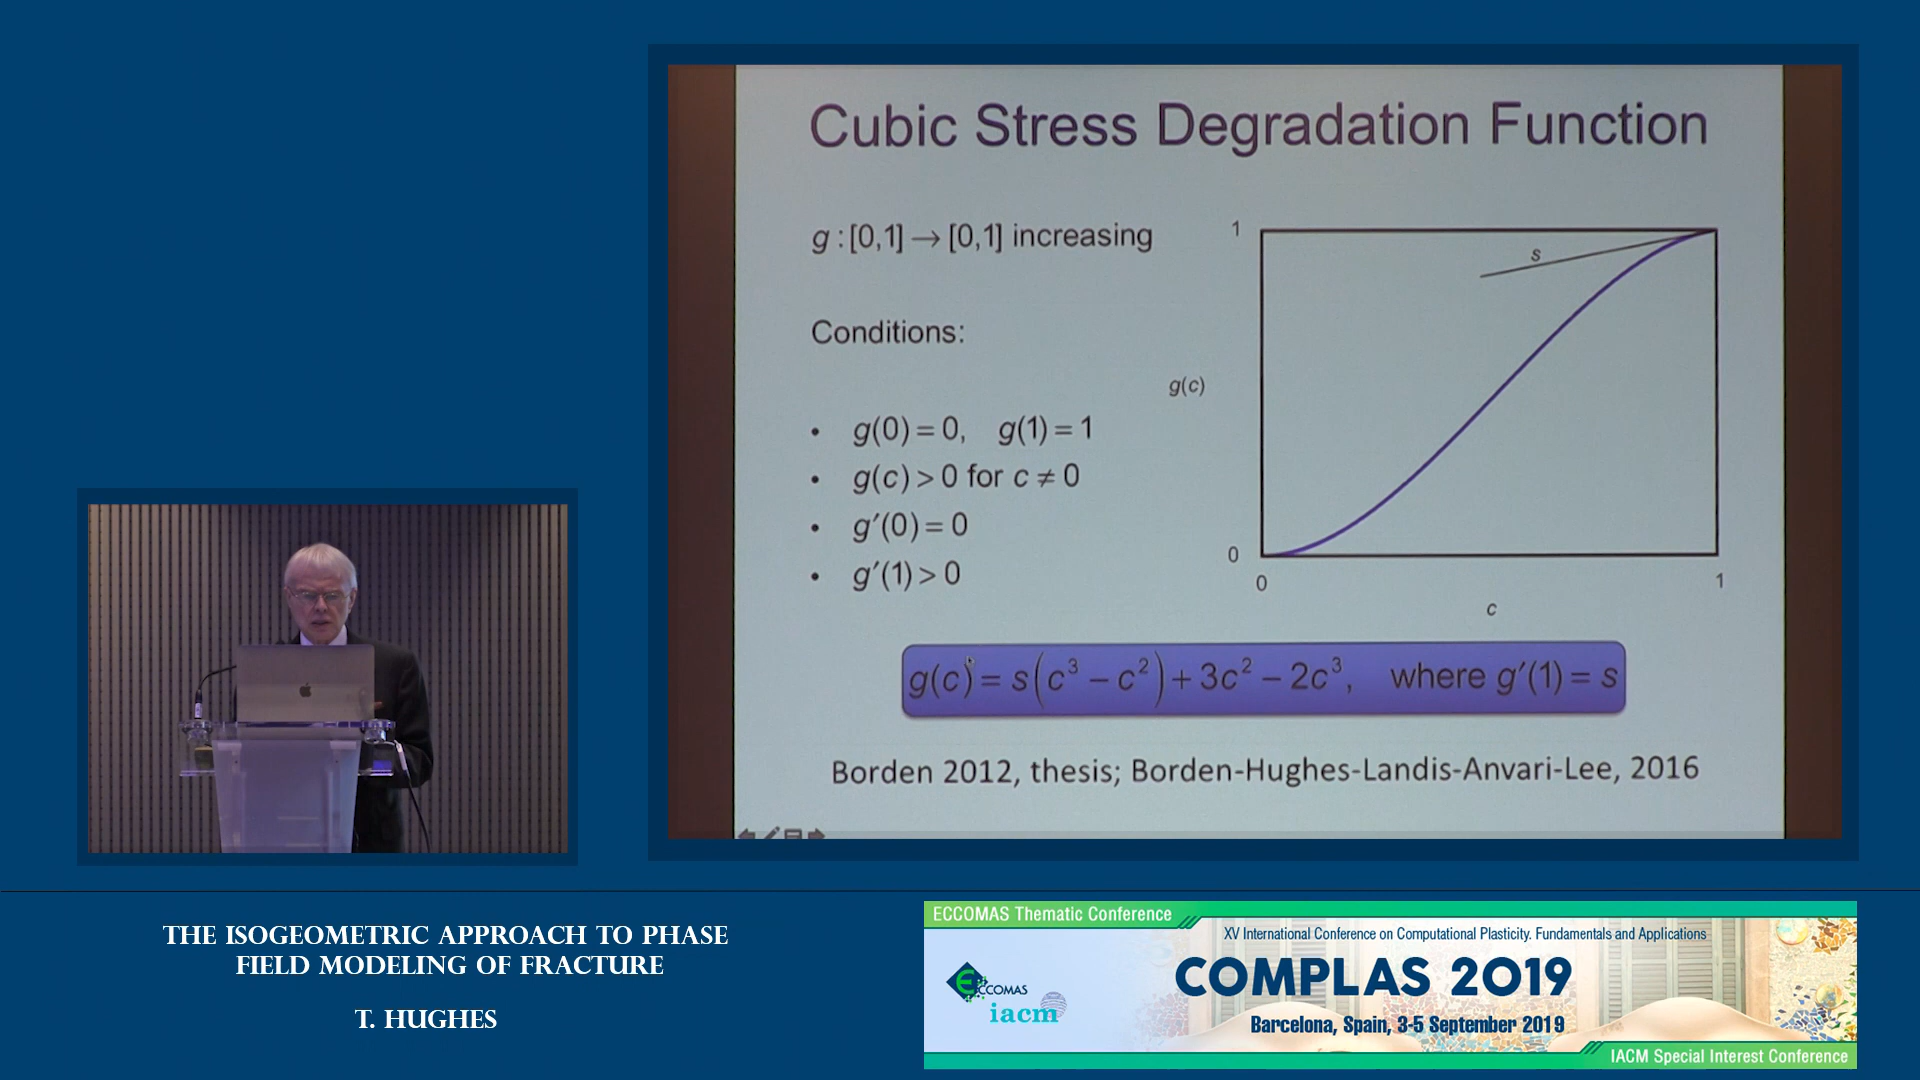 Cubic Stress Degradation Function
g : [0,1] → [0,1] increasing
Conditions:
• g(0) = 0, g(1) = 1
• g(c) > 0 for c ≠ 0
• g′(0) = 0
• g′(1) > 0
1
s
g(c)
0
0
1
c
g(c) = s(c³ − c²) + 3c² − 2c³, where g′(1) = s
Borden 2012, thesis; Borden-Hughes-Landis-Anvari-Lee, 2016
THE ISOGEOMETRIC APPROACH TO PHASE
FIELD MODELING OF FRACTURE
T. HUGHES
ECCOMAS Thematic Conference
XV International Conference on Computational Plasticity. Fundamentals and Applications
ECCOMAS
iacm
COMPLAS 2019
Barcelona, Spain, 3-5 September 2019
IACM Special Interest Conference